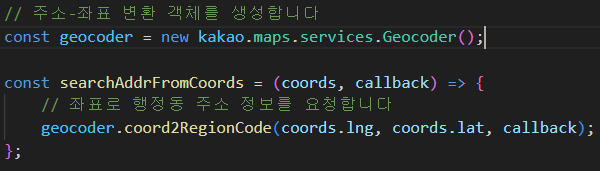 // 주소-좌표 변환 객체를 생성합니다
const geocoder = new kakao.maps.services.Geocoder();
const searchAddrFromCoords = (coords, callback) => {
// 좌표로 행정동 주소 정보를 요청합니다
geocoder.coord2RegionCode(coords.lng, coords.lat, callback);
};